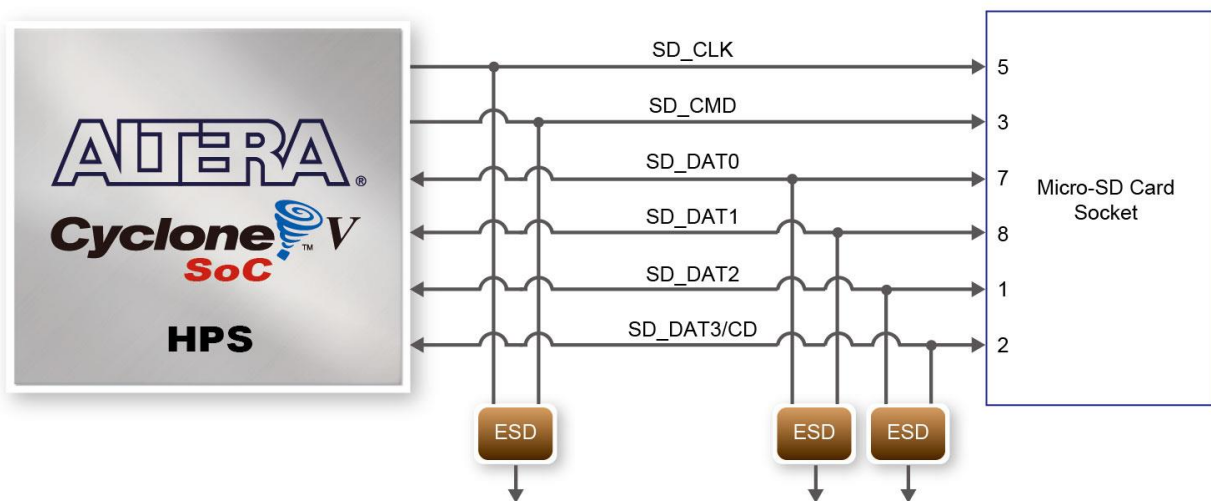 SD_CLK
5
SD_CMD
3
ALTERA®
SD_DAT0
7
Micro-SD Card
Socket
Cyclone™ V
SoC
SD_DAT1
8
SD_DAT2
1
HPS
SD_DAT3/CD
2
ESD
ESD
ESD